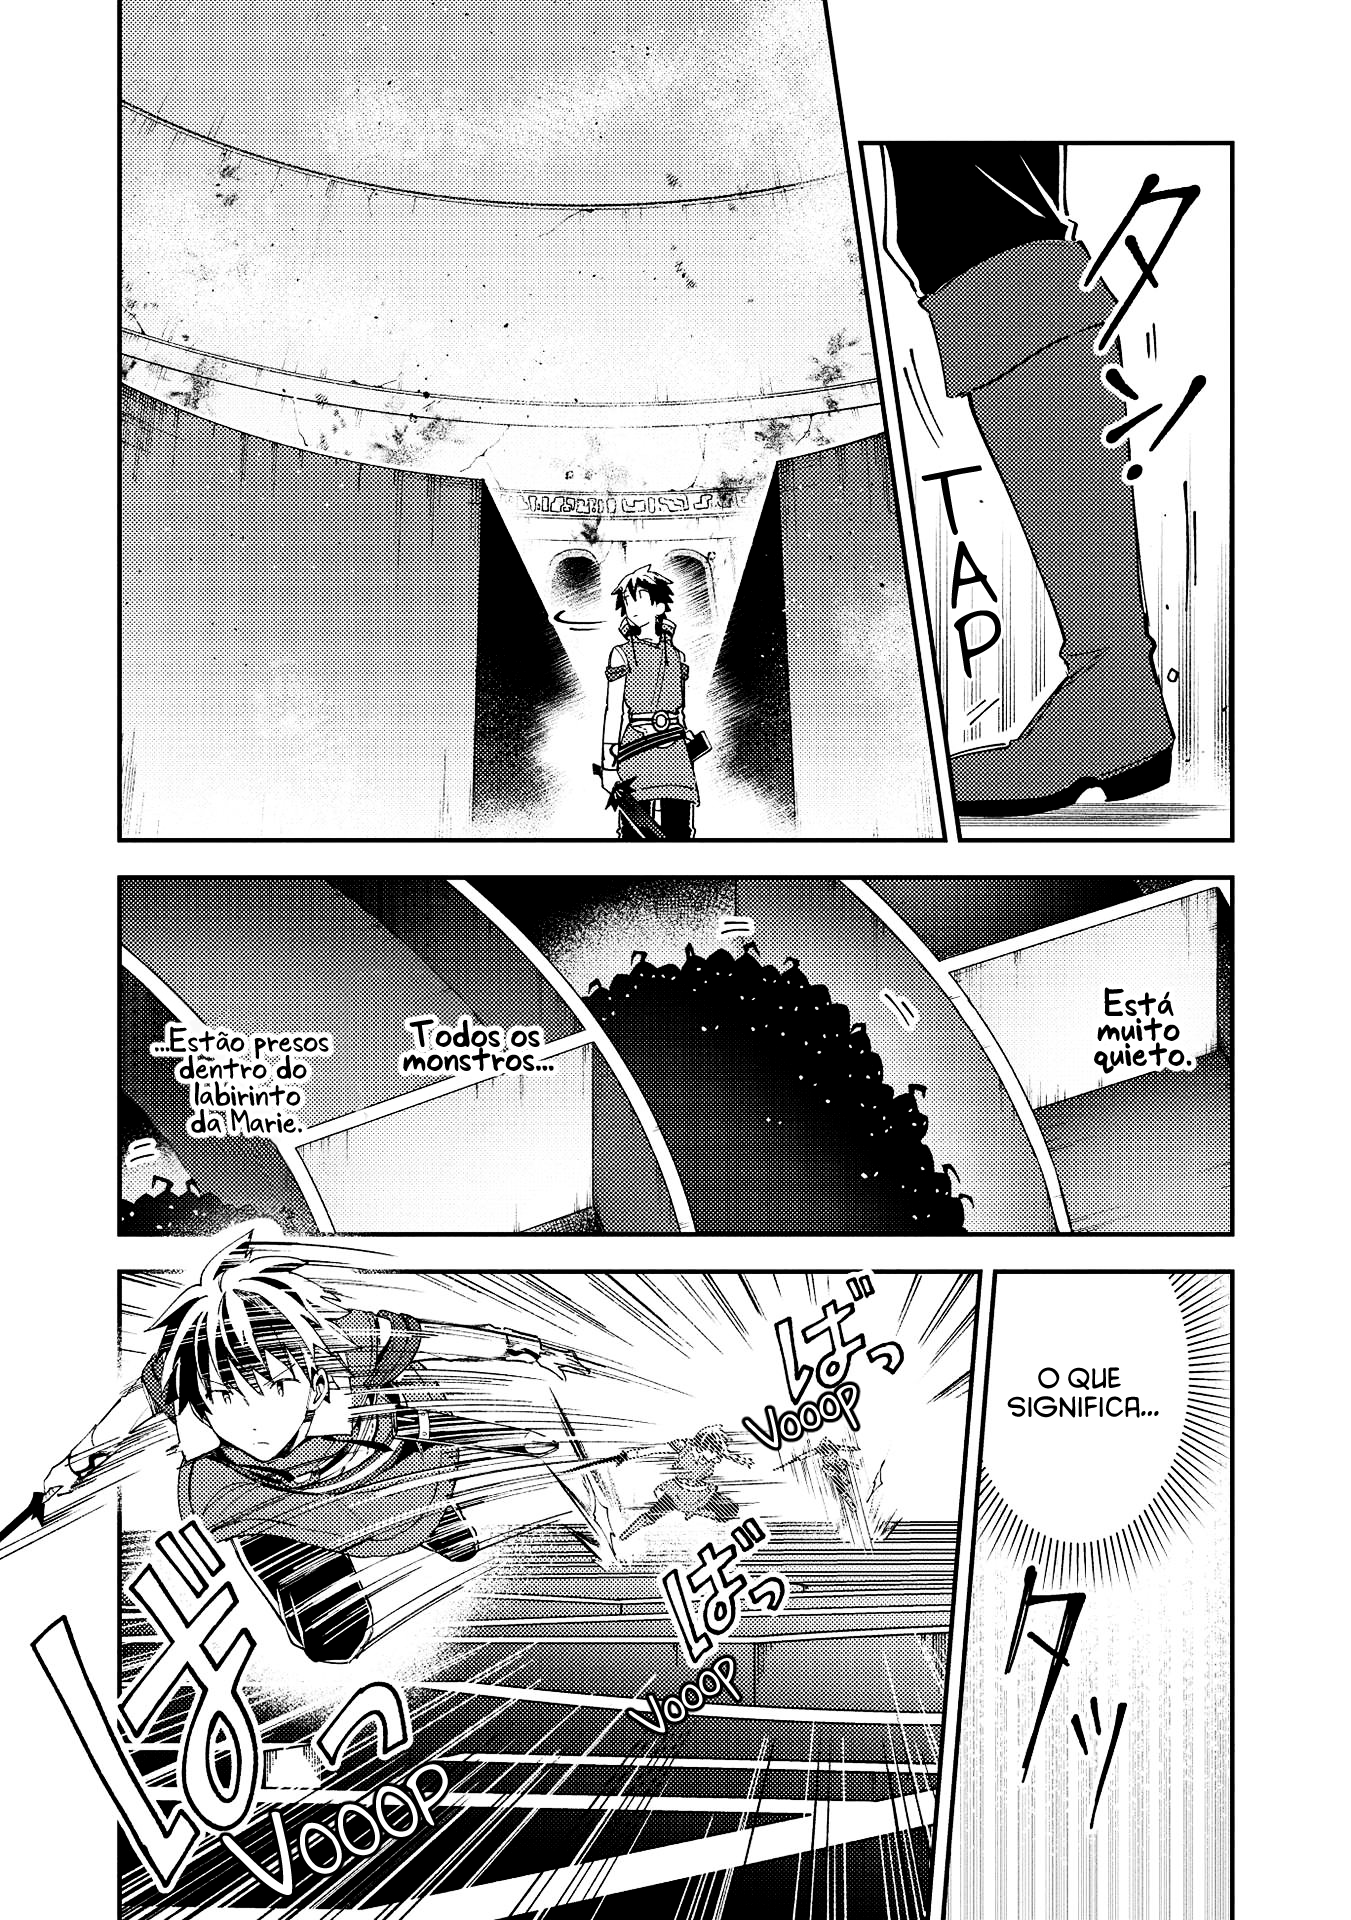 タン!
TAP
Está
muito
quieto.
Todos os
monstros...
...Estão presos
dentro do
labirinto
da Marie.
O QUE
SIGNIFICA...
タッ
ばっ
VOOOP
ばっ
VOOOP
ばっ
VOOOP